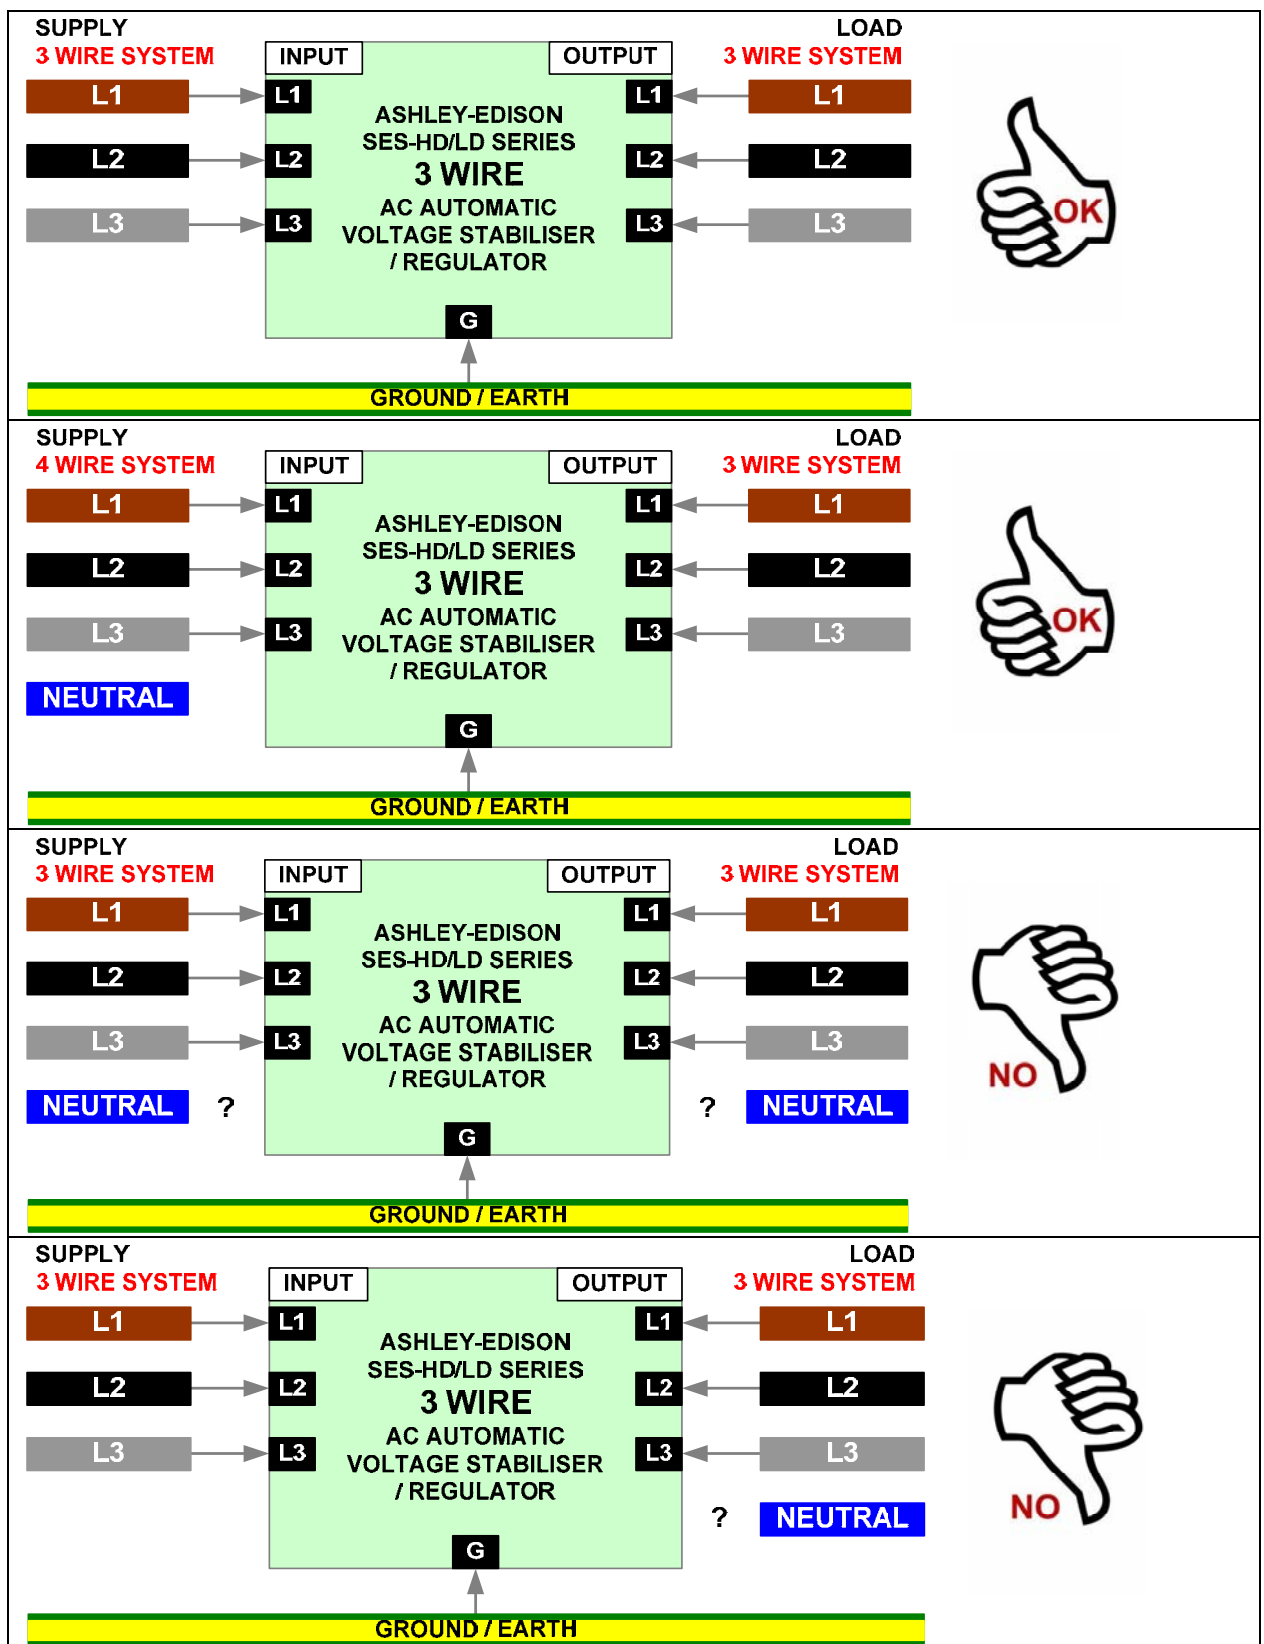 SUPPLY
LOAD
3 WIRE SYSTEM
INPUT
OUTPUT
3 WIRE SYSTEM
L1
L1
L1
L1
ASHLEY-EDISON
SES-HD/LD SERIES
L2
L2
L2
L2
3 WIRE
AC AUTOMATIC
L3
L3
L3
L3
VOLTAGE STABILISER
/ REGULATOR
OK
G
GROUND / EARTH
SUPPLY
LOAD
4 WIRE SYSTEM
INPUT
OUTPUT
3 WIRE SYSTEM
L1
L1
L1
L1
ASHLEY-EDISON
SES-HD/LD SERIES
L2
L2
L2
L2
3 WIRE
AC AUTOMATIC
L3
L3
L3
L3
VOLTAGE STABILISER
/ REGULATOR
OK
NEUTRAL
G
GROUND / EARTH
SUPPLY
LOAD
3 WIRE SYSTEM
INPUT
OUTPUT
3 WIRE SYSTEM
L1
L1
L1
L1
ASHLEY-EDISON
SES-HD/LD SERIES
L2
L2
L2
L2
3 WIRE
AC AUTOMATIC
L3
L3
L3
L3
VOLTAGE STABILISER
/ REGULATOR
NO
NEUTRAL ?
? NEUTRAL
G
GROUND / EARTH
SUPPLY
LOAD
3 WIRE SYSTEM
INPUT
OUTPUT
3 WIRE SYSTEM
L1
L1
L1
L1
ASHLEY-EDISON
SES-HD/LD SERIES
L2
L2
L2
L2
3 WIRE
AC AUTOMATIC
L3
L3
L3
L3
VOLTAGE STABILISER
/ REGULATOR
NO
? NEUTRAL
G
GROUND / EARTH